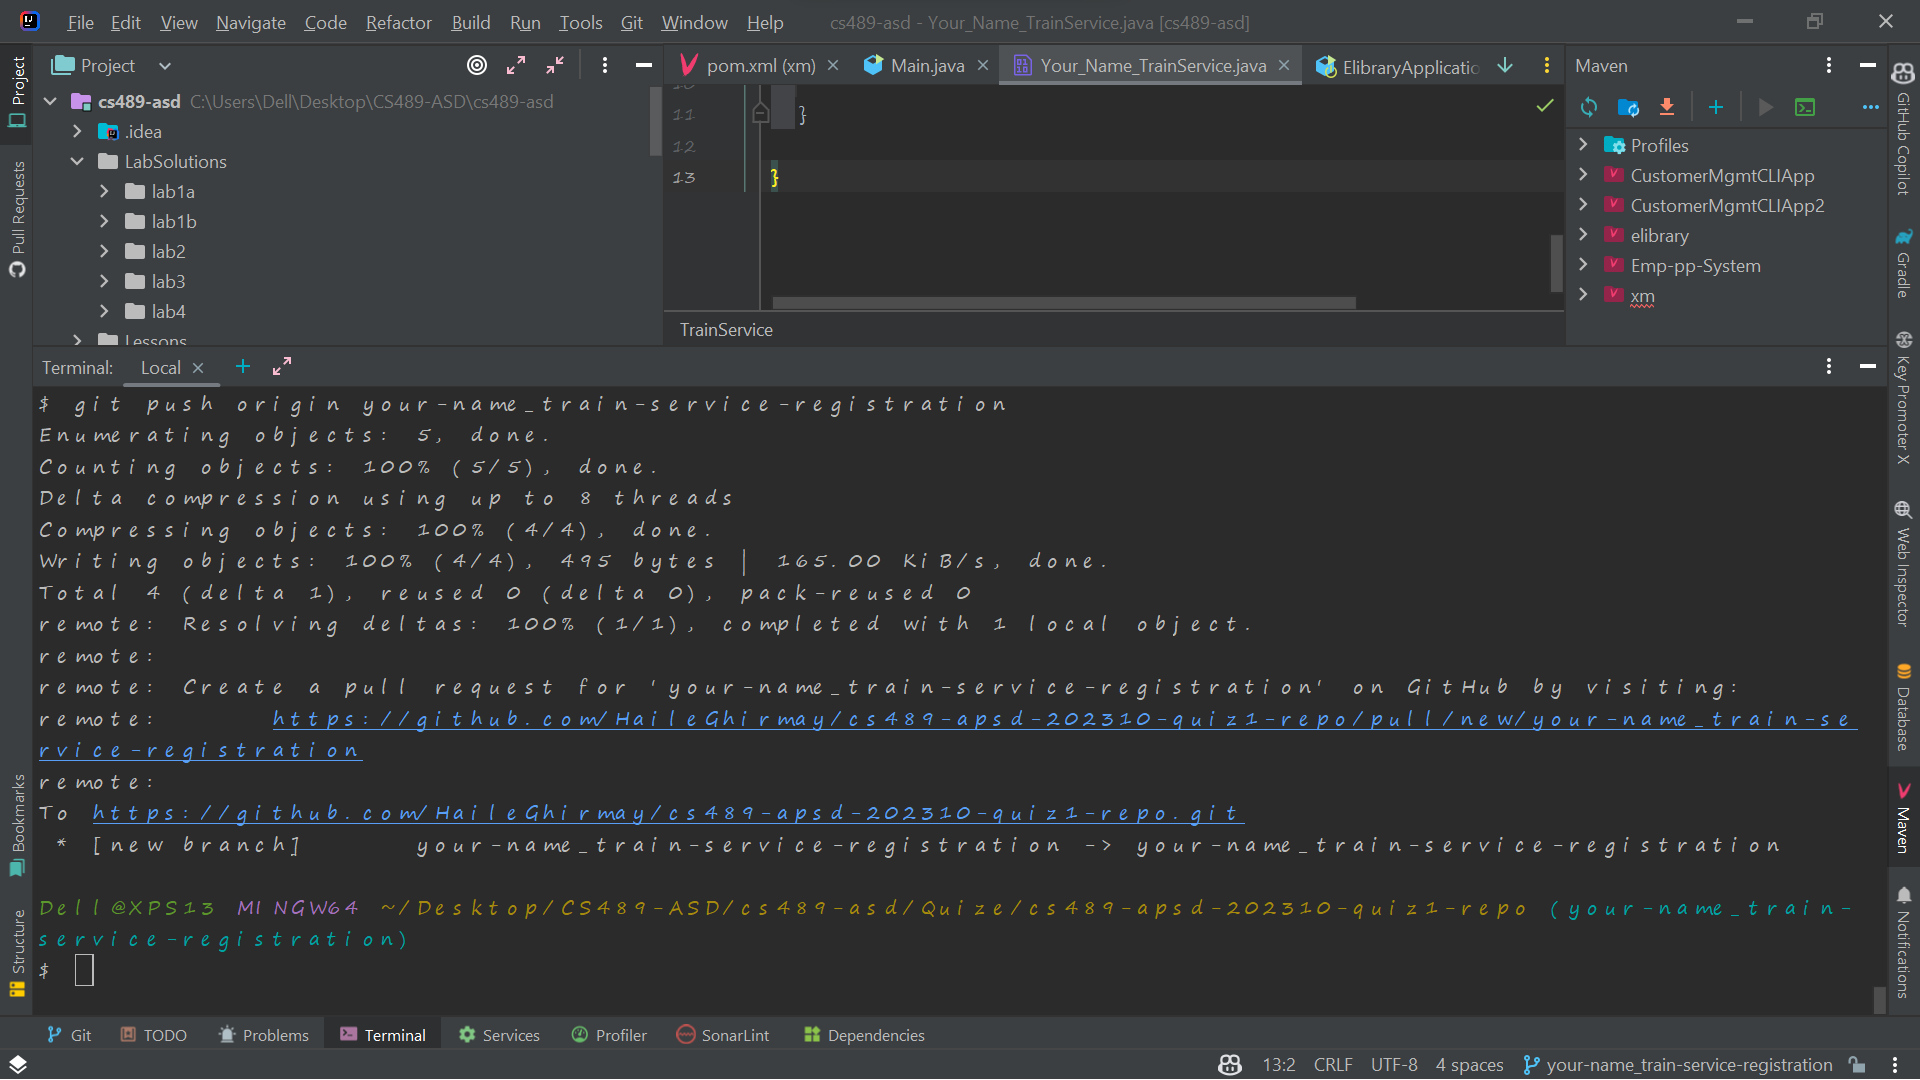 File Edit View Navigate Code Refactor Build Run Tools Git Window Help cs489-asd - Your_Name_TrainService.java [cs489-asd]
Project
pom.xml (xm) Main.java Your_Name_TrainService.java ElibraryApplicatio
Maven
cs489-asd C:\Users\Dell\Desktop\CS489-ASD\cs489-asd
.idea
LabSolutions
lab1a
lab1b
lab2
lab3
lab4
Lessons
11 }
12
13 }
TrainService
Profiles
CustomerMgmtCLIApp
CustomerMgmtCLIApp2
elibrary
Emp-pp-System
xm
Terminal: Local
$ git push origin your-name_train-service-registration
Enumerating objects: 5, done.
Counting objects: 100% (5/5), done.
Delta compression using up to 8 threads
Compressing objects: 100% (4/4), done.
Writing objects: 100% (4/4), 495 bytes | 165.00 KiB/s, done.
Total 4 (delta 1), reused 0 (delta 0), pack-reused 0
remote: Resolving deltas: 100% (1/1), completed with 1 local object.
remote:
remote: Create a pull request for 'your-name_train-service-registration' on GitHub by visiting:
remote: https://github.com/HaileGhirmay/cs489-apsd-202310-quiz1-repo/pull/new/your-name_train-se
rvice-registration
remote:
To https://github.com/HaileGhirmay/cs489-apsd-202310-quiz1-repo.git
* [new branch] your-name_train-service-registration -> your-name_train-service-registration
Dell@XPS13 MINGW64 ~/Desktop/CS489-ASD/cs489-asd/Quize/cs489-apsd-202310-quiz1-repo (your-name_train-
service-registration)
$
Project
Pull Requests
Bookmarks
Structure
GitHub Copilot
Gradle
Key Promoter X
Web Inspector
Database
Maven
Notifications
Git TODO Problems Terminal Services Profiler SonarLint Dependencies
13:2 CRLF UTF-8 4 spaces your-name_train-service-registration